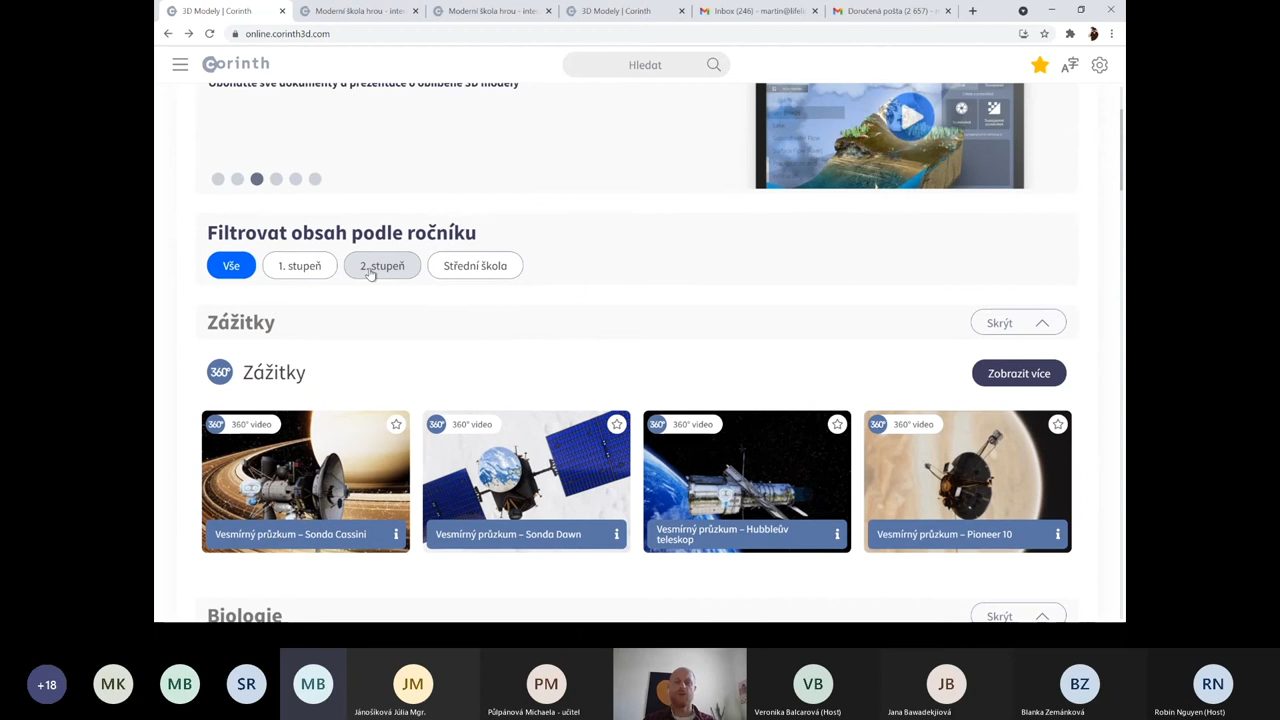 3D Modely | Corinth
Moderní škola hrou - inte
Moderní škola hrou - inte
3D Modely | Corinth
Inbox (246) - martin@lifeli
Doručená pošta (2 657) -
online.corinth3d.com
corinth
Hledat
Obohaťte své dokumenty a prezentace o oblíbené 3D modely
Filtrovat obsah podle ročníku
Vše
1. stupeň
2. stupeň
Střední škola
Zážitky
Skrýt
360°
Zážitky
Zobrazit více
360° 360° video
360° 360° video
360° 360° video
360° 360° video
Vesmírný průzkum – Sonda Cassini
Vesmírný průzkum – Sonda Dawn
Vesmírný průzkum – Hubbleův
teleskop
Vesmírný průzkum – Pioneer 10
Biologie
Skrýt
+18
MK
MB
SR
MB
JM
Jánošíková Júlia Mgr.
PM
Půlpánová Michaela - učitel
VB
Veronika Balcarová (Host)
JB
Jana Bawadekjiová
BZ
Blanka Zemánková
RN
Robin Nguyen (Host)